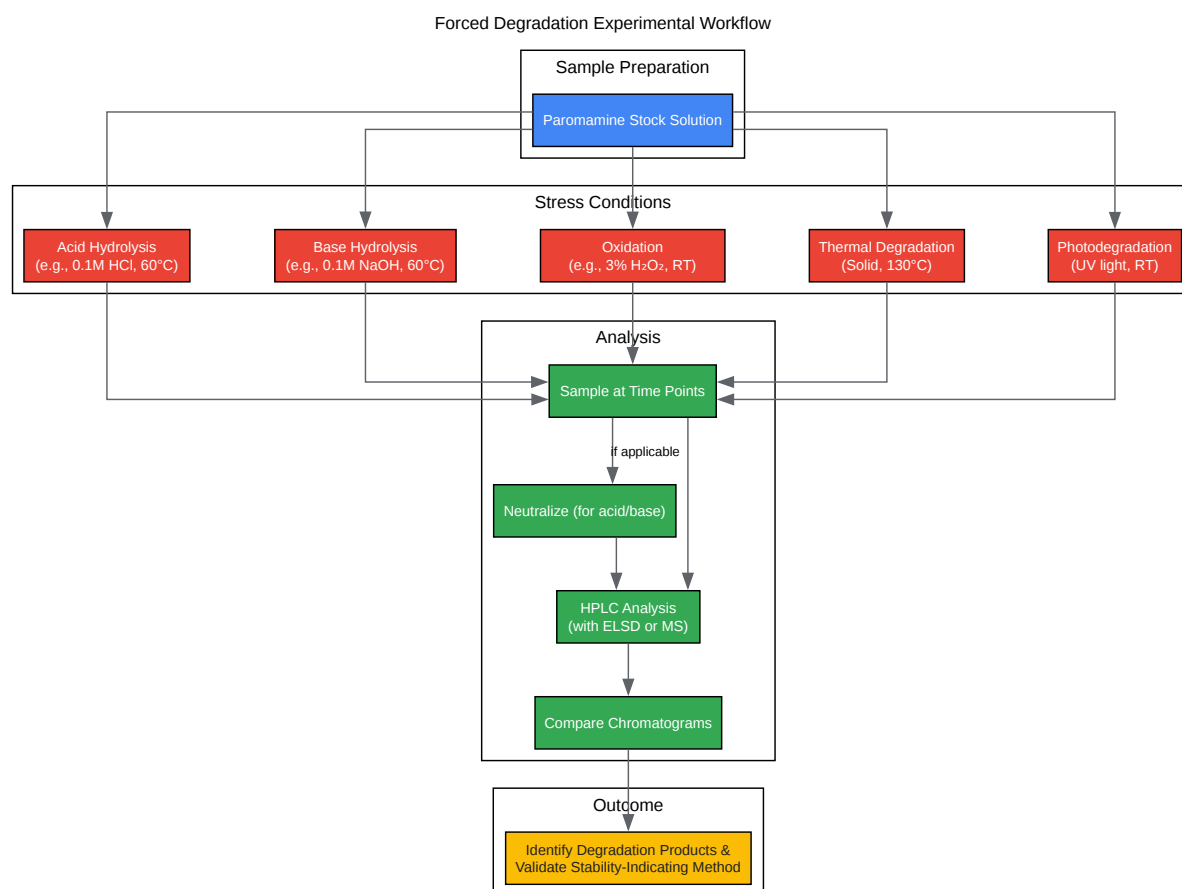 Forced Degradation Experimental Workflow
Sample Preparation
Paromamine Stock Solution
Stress Conditions
Acid Hydrolysis
(e.g., 0.1M HCl, 60°C)
Base Hydrolysis
(e.g., 0.1M NaOH, 60°C)
Oxidation
(e.g., 3% H₂O₂, RT)
Thermal Degradation
(Solid, 130°C)
Photodegradation
(UV light, RT)
Analysis
Sample at Time Points
if applicable
Neutralize (for acid/base)
HPLC Analysis
(with ELSD or MS)
Compare Chromatograms
Outcome
Identify Degradation Products &
Validate Stability-Indicating Method